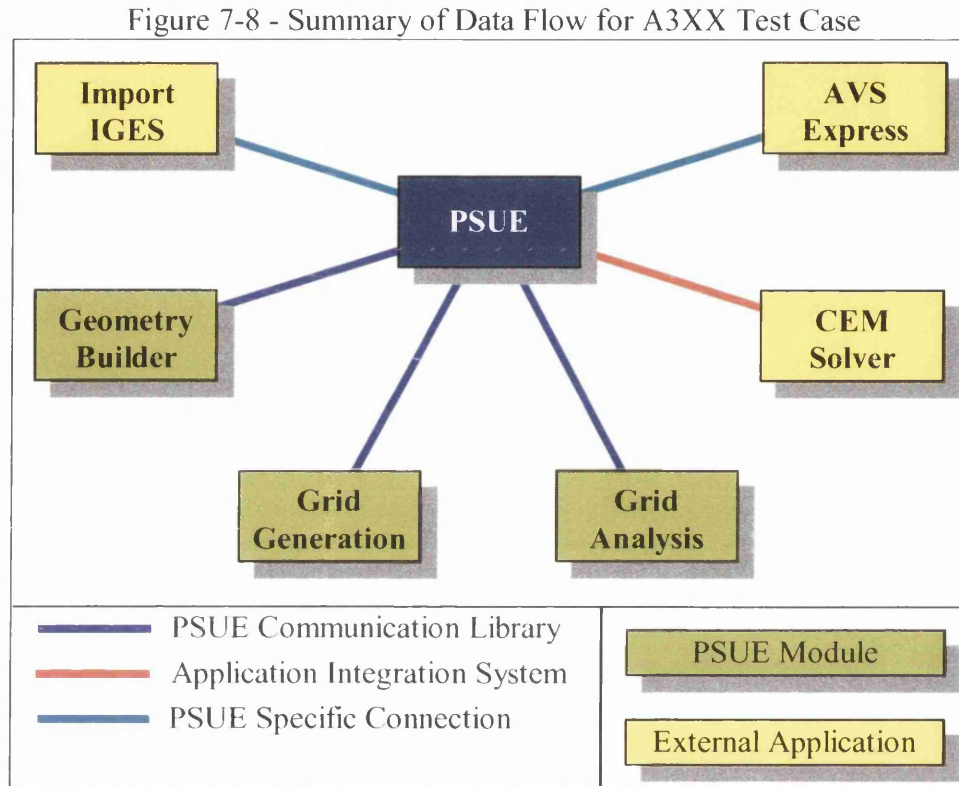 Figure 7-8 - Summary of Data Flow for A3XX Test Case
Import
IGES
AVS
Express
PSUE
Geometry
Builder
CEM
Solver
Grid
Generation
Grid
Analysis
PSUE Communication Library
Application Integration System
PSUE Specific Connection
PSUE Module
External Application